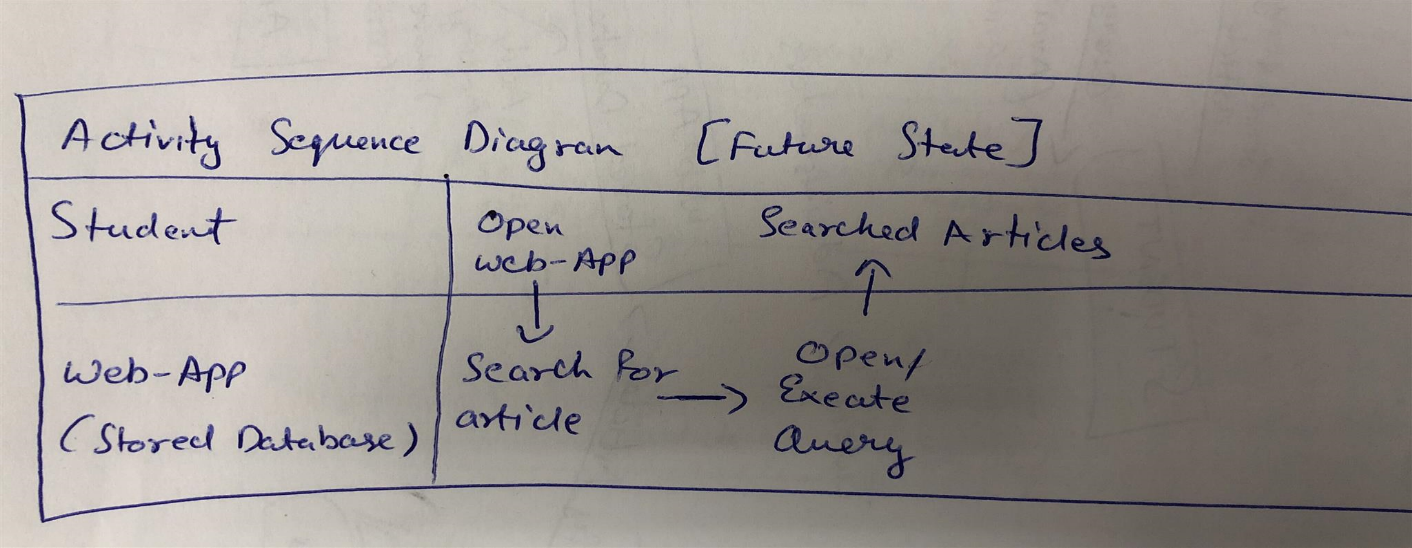 Activity Sequence Diagran [Future State]
Student
Open
Web-App
Searched Articles
Web-App
(Stored Database)
Search For
article
Open/
Exeate
Query